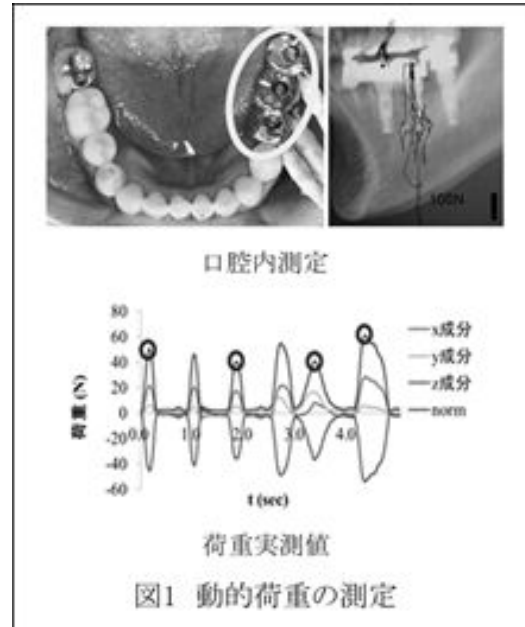 100N
口腔内測定
80
60
40
20
0
-20
-40
-60
0.0 1.0 2.0 3.0 4.0
荷重 (N)
t (sec)
x成分
y成分
z成分
norm
荷重実測値
図1 動的荷重の測定